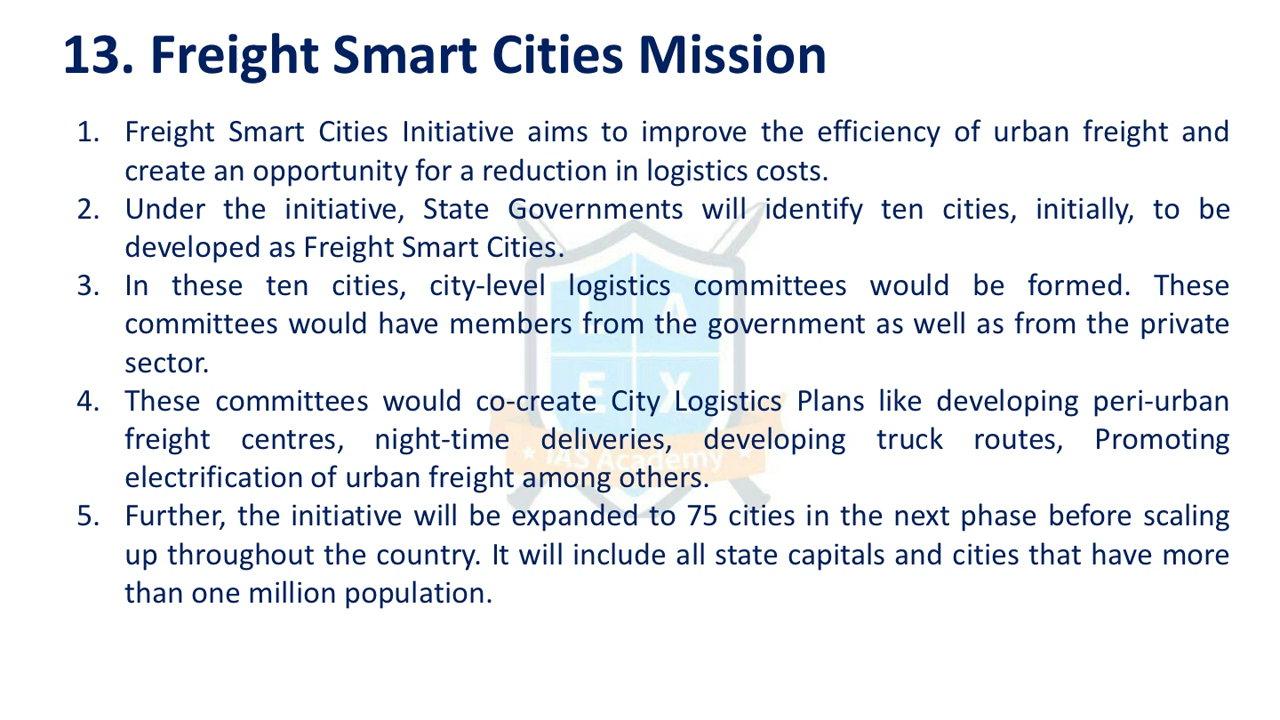 13. Freight Smart Cities Mission
1. Freight Smart Cities Initiative aims to improve the efficiency of urban freight and
create an opportunity for a reduction in logistics costs.
2. Under the initiative, State Governments will identify ten cities, initially, to be
developed as Freight Smart Cities.
3. In these ten cities, city-level logistics committees would be formed. These
committees would have members from the government as well as from the private
sector.
4. These committees would co-create City Logistics Plans like developing peri-urban
freight centres, night-time deliveries, developing truck routes, Promoting
electrification of urban freight among others.
5. Further, the initiative will be expanded to 75 cities in the next phase before scaling
up throughout the country. It will include all state capitals and cities that have more
than one million population.
E X
IAS Academy